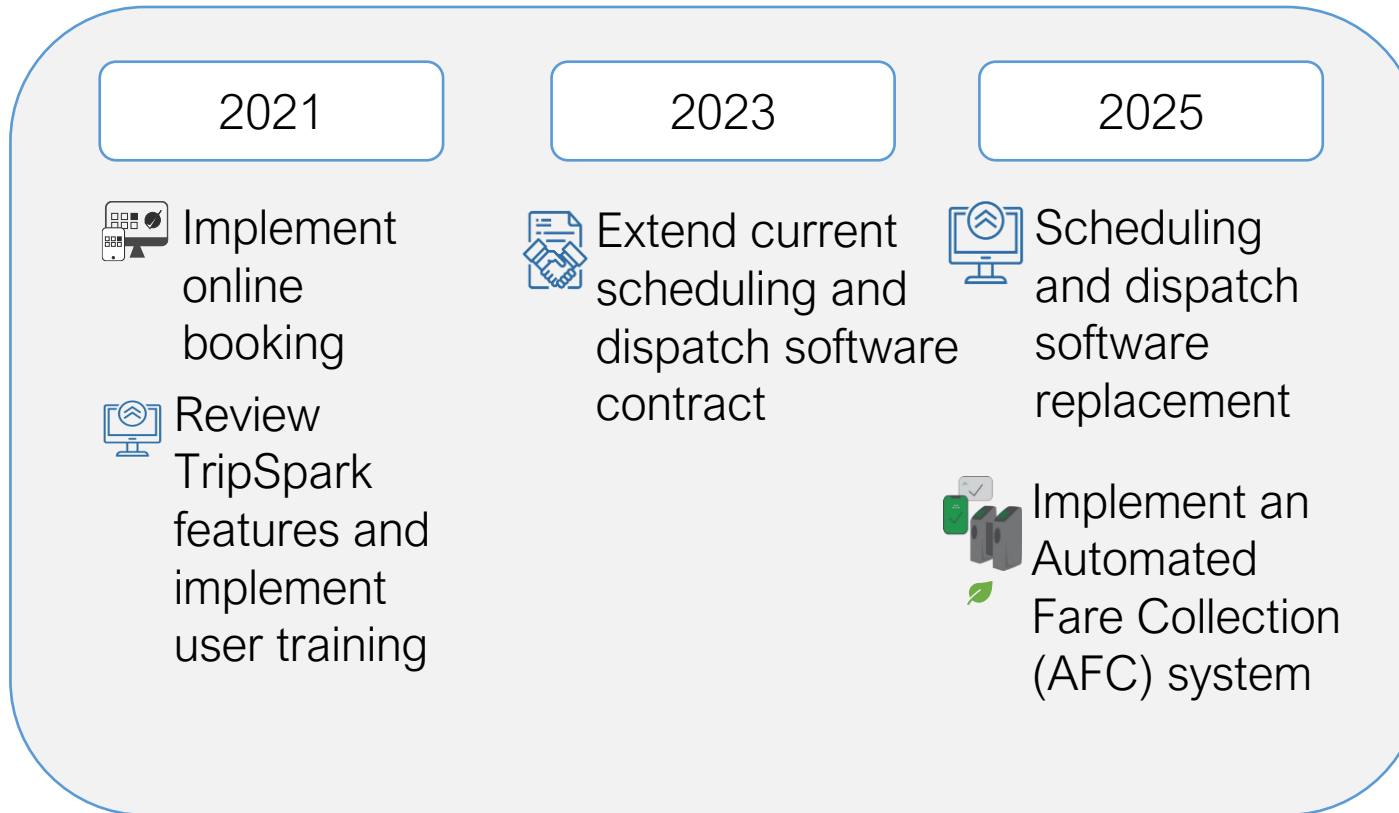 2021
Implement
online
booking
Review
TripSpark
features and
implement
user training
2023
Extend current
scheduling and
dispatch software
contract
2025
Scheduling
and dispatch
software
replacement
Implement an
Automated
Fare Collection
(AFC) system